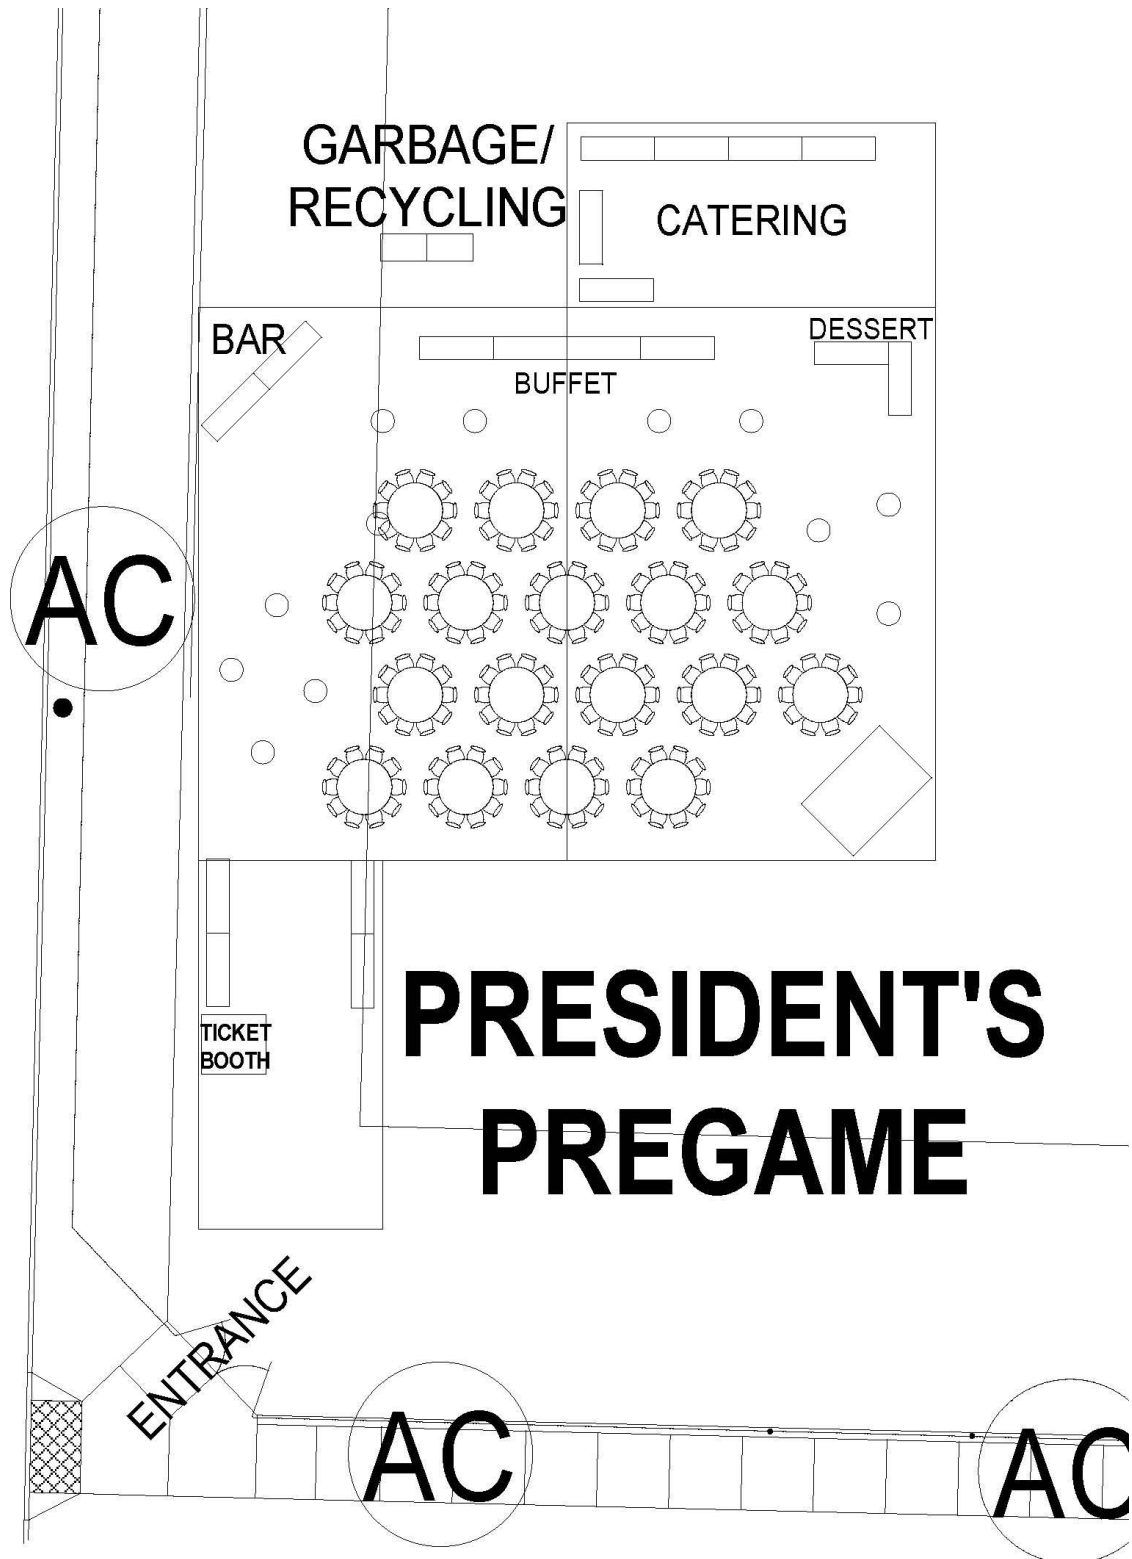 GARBAGE/
RECYCLING
CATERING
BAR
DESSERT
BUFFET
AC
TICKET
BOOTH
PRESIDENT'S
PREGAME
ENTRANCE
AC
AC